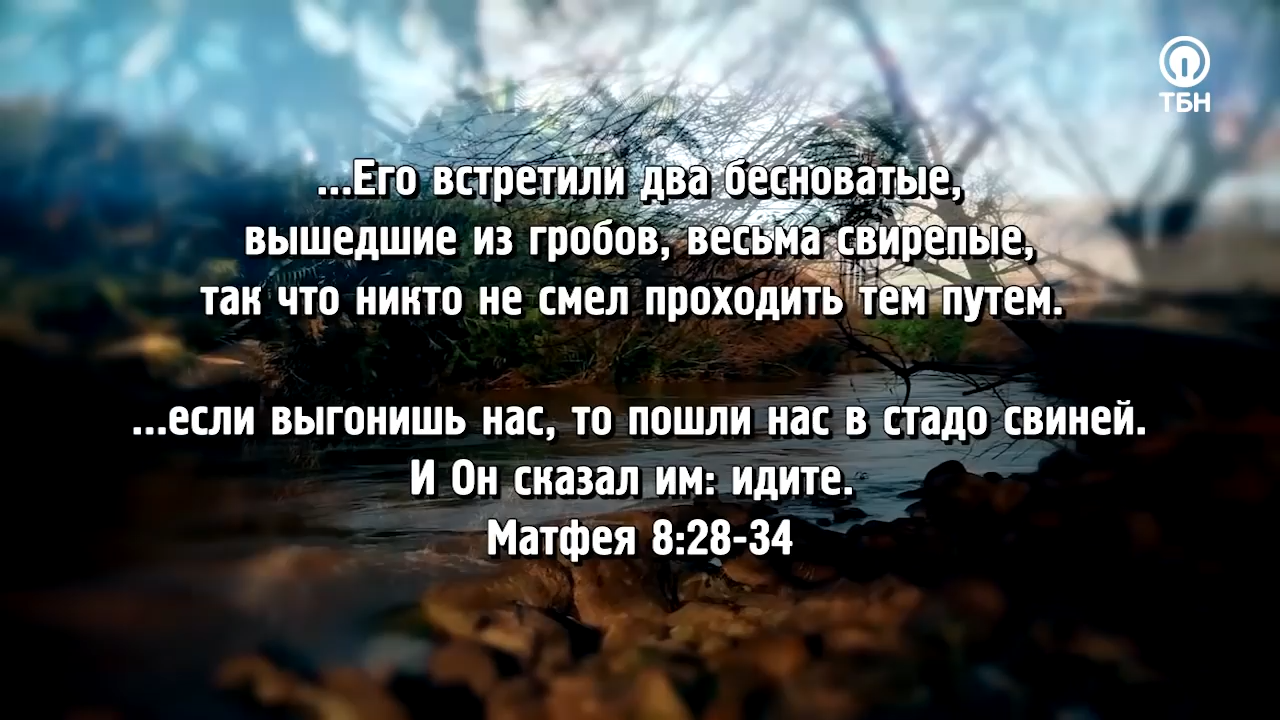 ТБН
...Его встретили два бесноватые,
вышедшие из гробов, весьма свирепые,
так что никто не смел проходить тем путем.
...если выгонишь нас, то пошли нас в стадо свиней.
И Он сказал им: идите.
Матфея 8:28-34